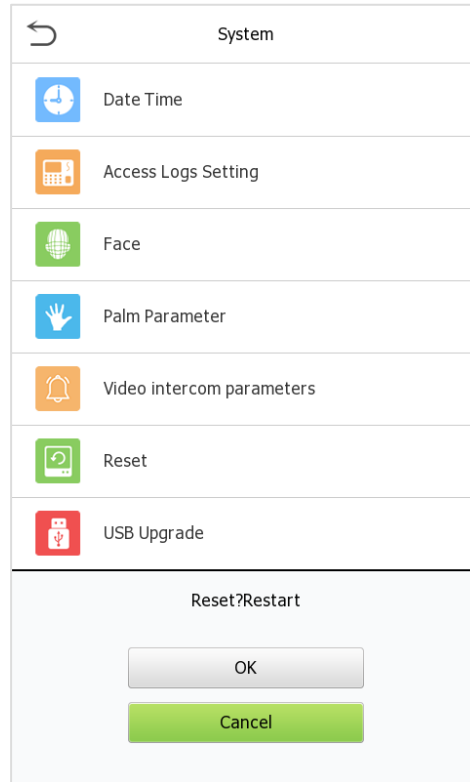 System
Date Time
Access Logs Setting
Face
Palm Parameter
Video intercom parameters
Reset
USB Upgrade
Reset?Restart
OK
Cancel